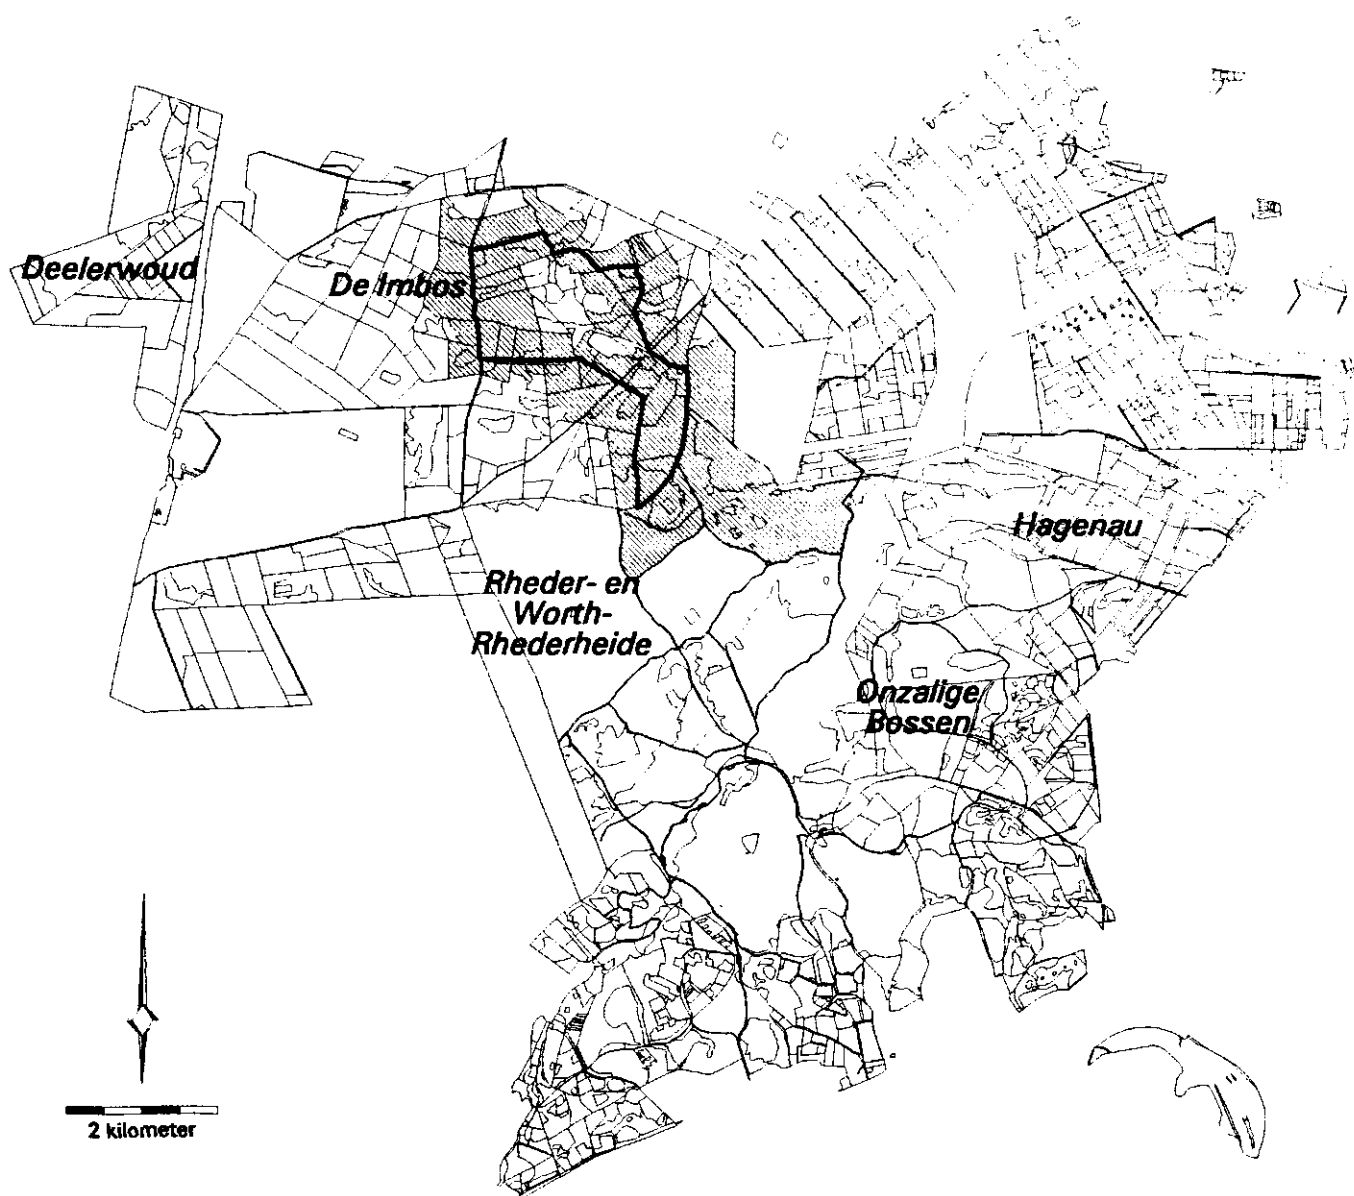 Deelerwoud
De Imbos
Hagenau
Rheder- en
Worth-
Rhederheide
Onzalige
Bossen
2 kilometer